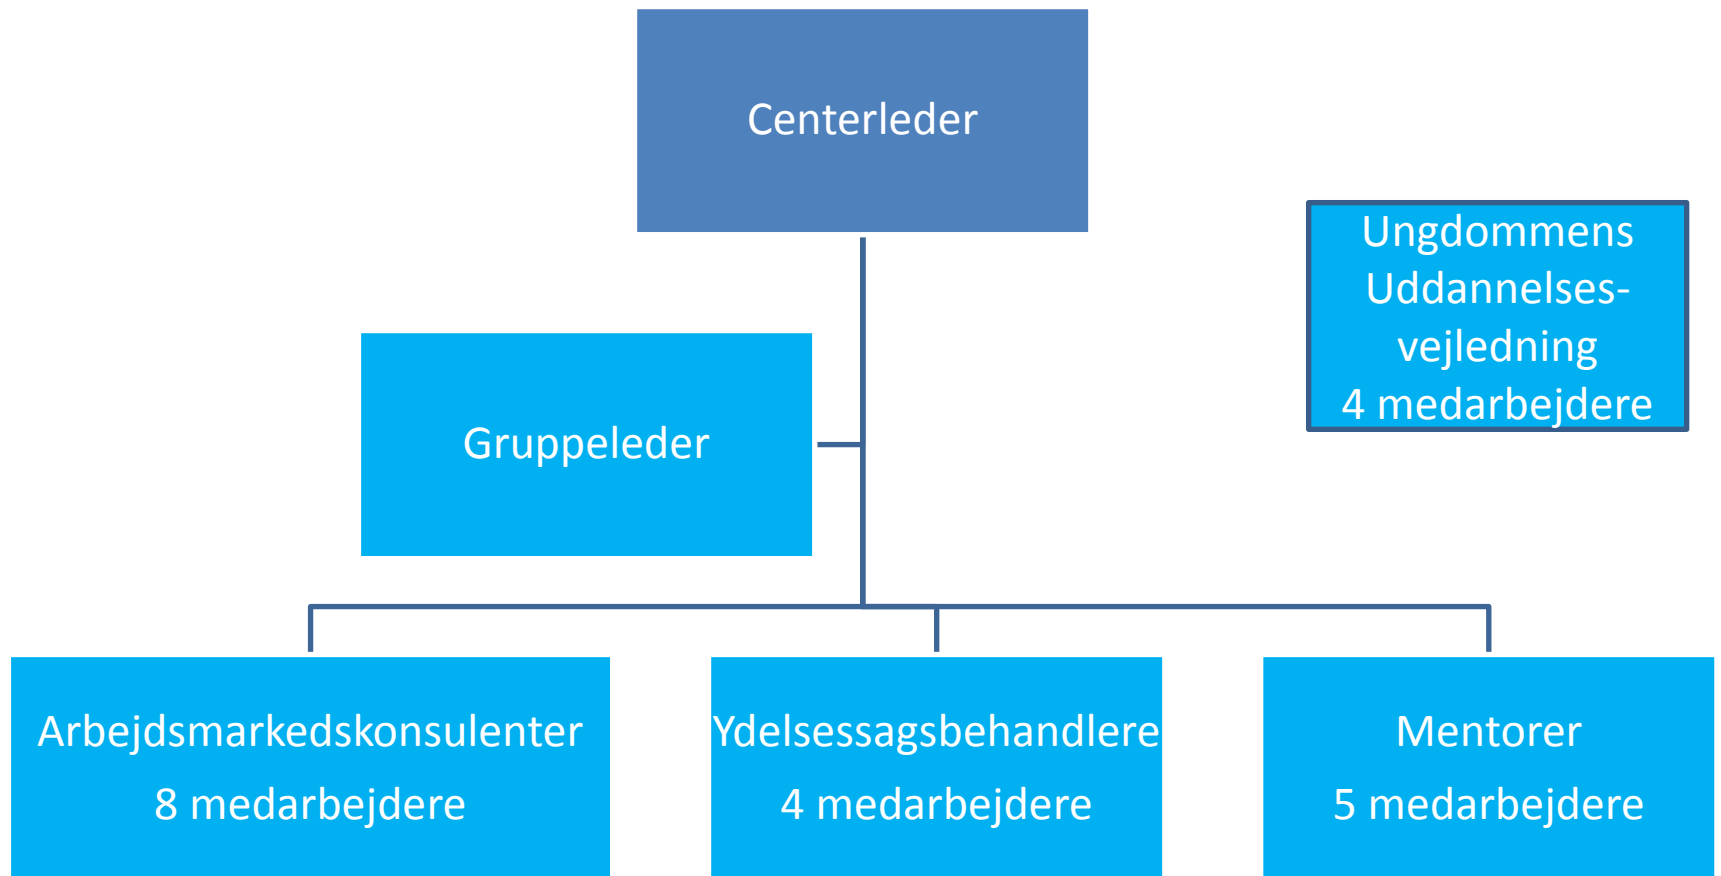 Centerleder
Ungdommens
Uddannelses-
vejledning
4 medarbejdere
Gruppeleder
Arbejdsmarkedskonsulenter
8 medarbejdere
Ydelsessagsbehandlere
4 medarbejdere
Mentorer
5 medarbejdere